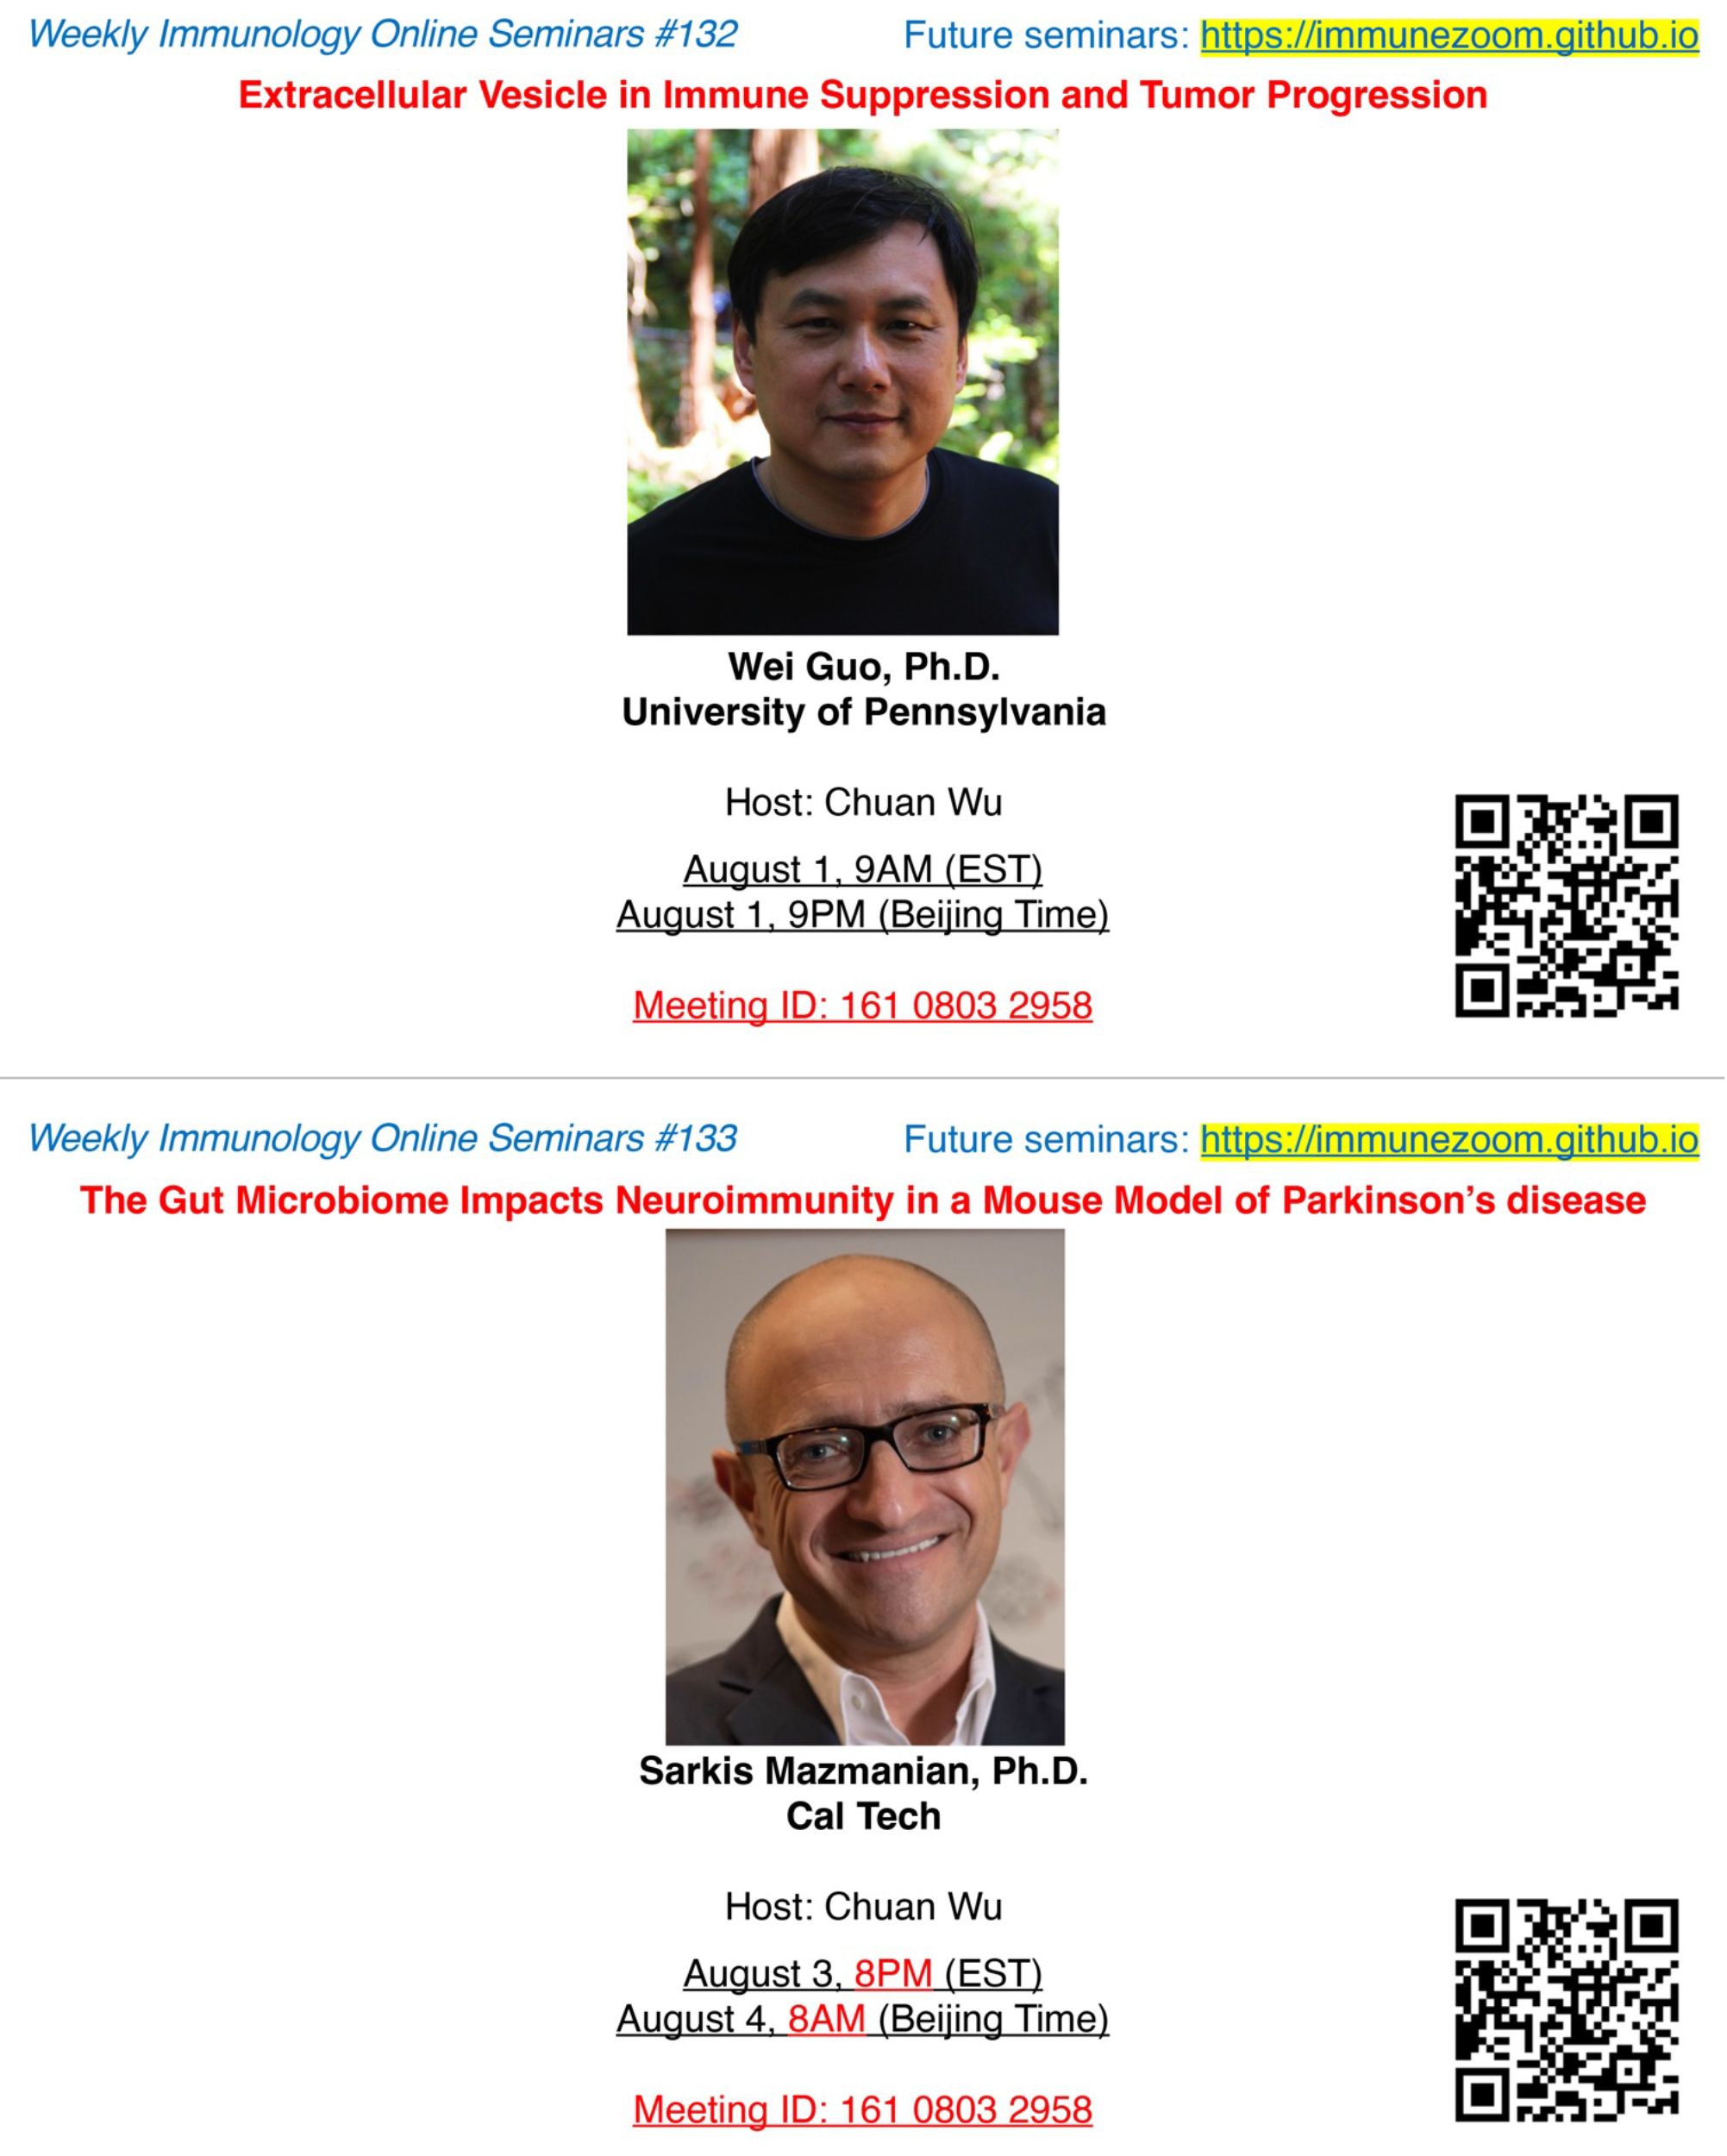 Weekly Immunology Online Seminars #132
Future seminars: https://immunezoom.github.io
Extracellular Vesicle in Immune Suppression and Tumor Progression
Wei Guo, Ph.D.
University of Pennsylvania
Host: Chuan Wu
August 1, 9AM (EST)
August 1, 9PM (Beijing Time)
Meeting ID: 161 0803 2958
Weekly Immunology Online Seminars #133
Future seminars: https://immunezoom.github.io
The Gut Microbiome Impacts Neuroimmunity in a Mouse Model of Parkinson’s disease
Sarkis Mazmanian, Ph.D.
Cal Tech
Host: Chuan Wu
August 3, 8PM (EST)
August 4, 8AM (Beijing Time)
Meeting ID: 161 0803 2958